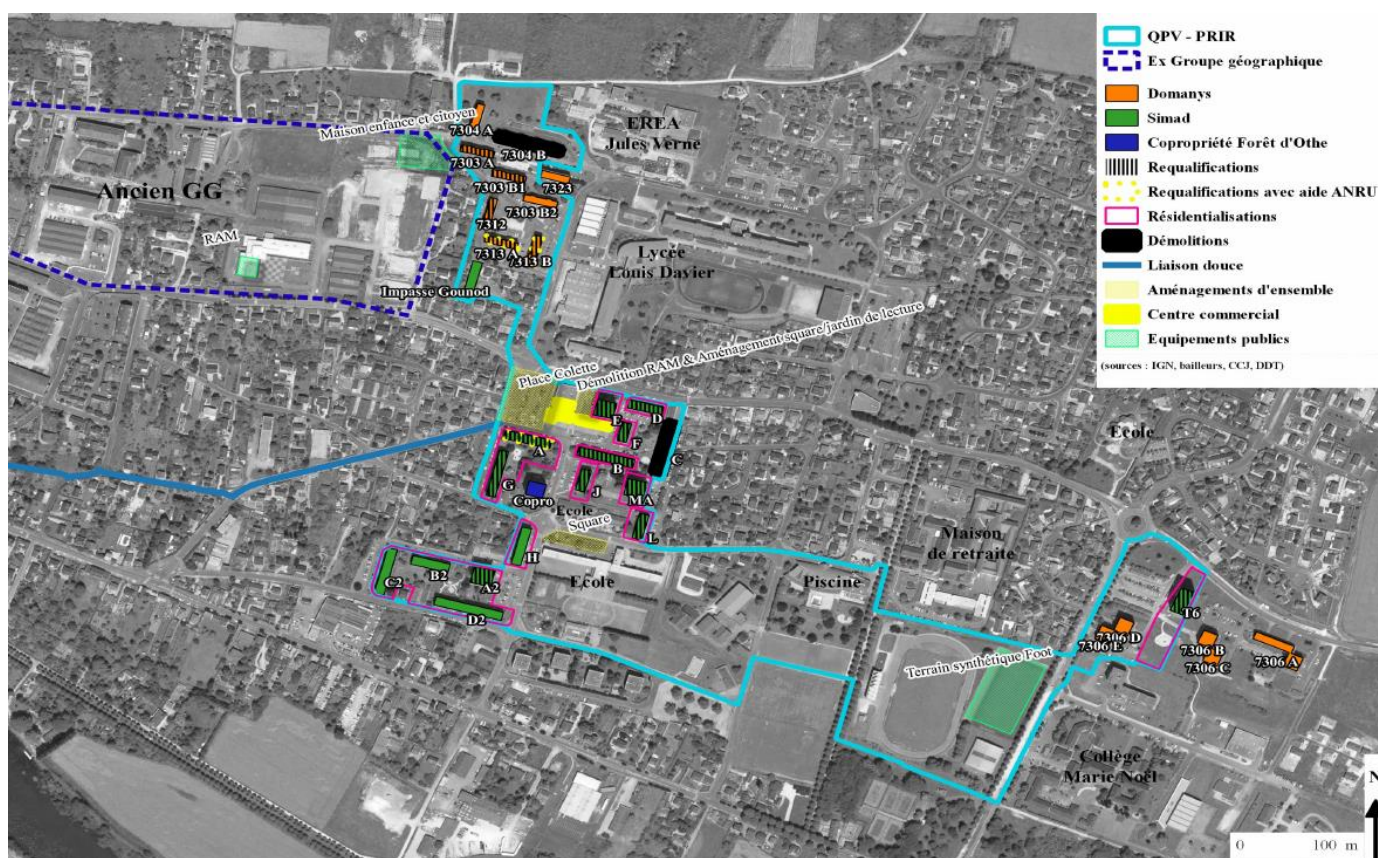 QPV - PRIR
Ex Groupe géographique
Domanys
Simad
Copropriété Forêt d'Othe
Requalifications
Requalifications avec aide ANRU
Résidentialisations
Démolitions
Liaison douce
Aménagements d'ensemble
Centre commercial
Equipements publics
(sources : IGN, bailleurs, CCJ, DDT)
Maison enfance et citoyen
7304 A
7304 B
EREA
Jules Verne
7303 A
7303 B1
7323
7303 B2
7312
7313 A
7313 B
Ancien GG
RAM
Impasse Gounod
Lycée
Louis Davier
Place Colette
Démolition RAM & Aménagement square/jardin de lecture
E
D
F
A
B
C
G
Copro
J
MA
Ecole
Square
L
H
Ecole
C2
B2
A2
D2
Ecole
Maison
de retraite
Piscine
T6
7306 D
7306 E
7306 B
7306 C
7306 A
Terrain synthétique Foot
Collège
Marie Noël
N
0 100 m